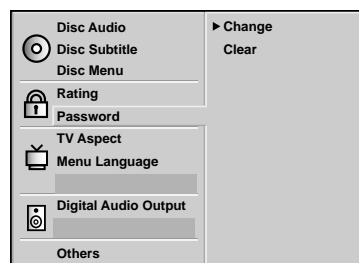 Disc Audio
Disc Subtitle
Disc Menu
Rating
Password
TV Aspect
Menu Language
Digital Audio Output
Others
Change
Clear